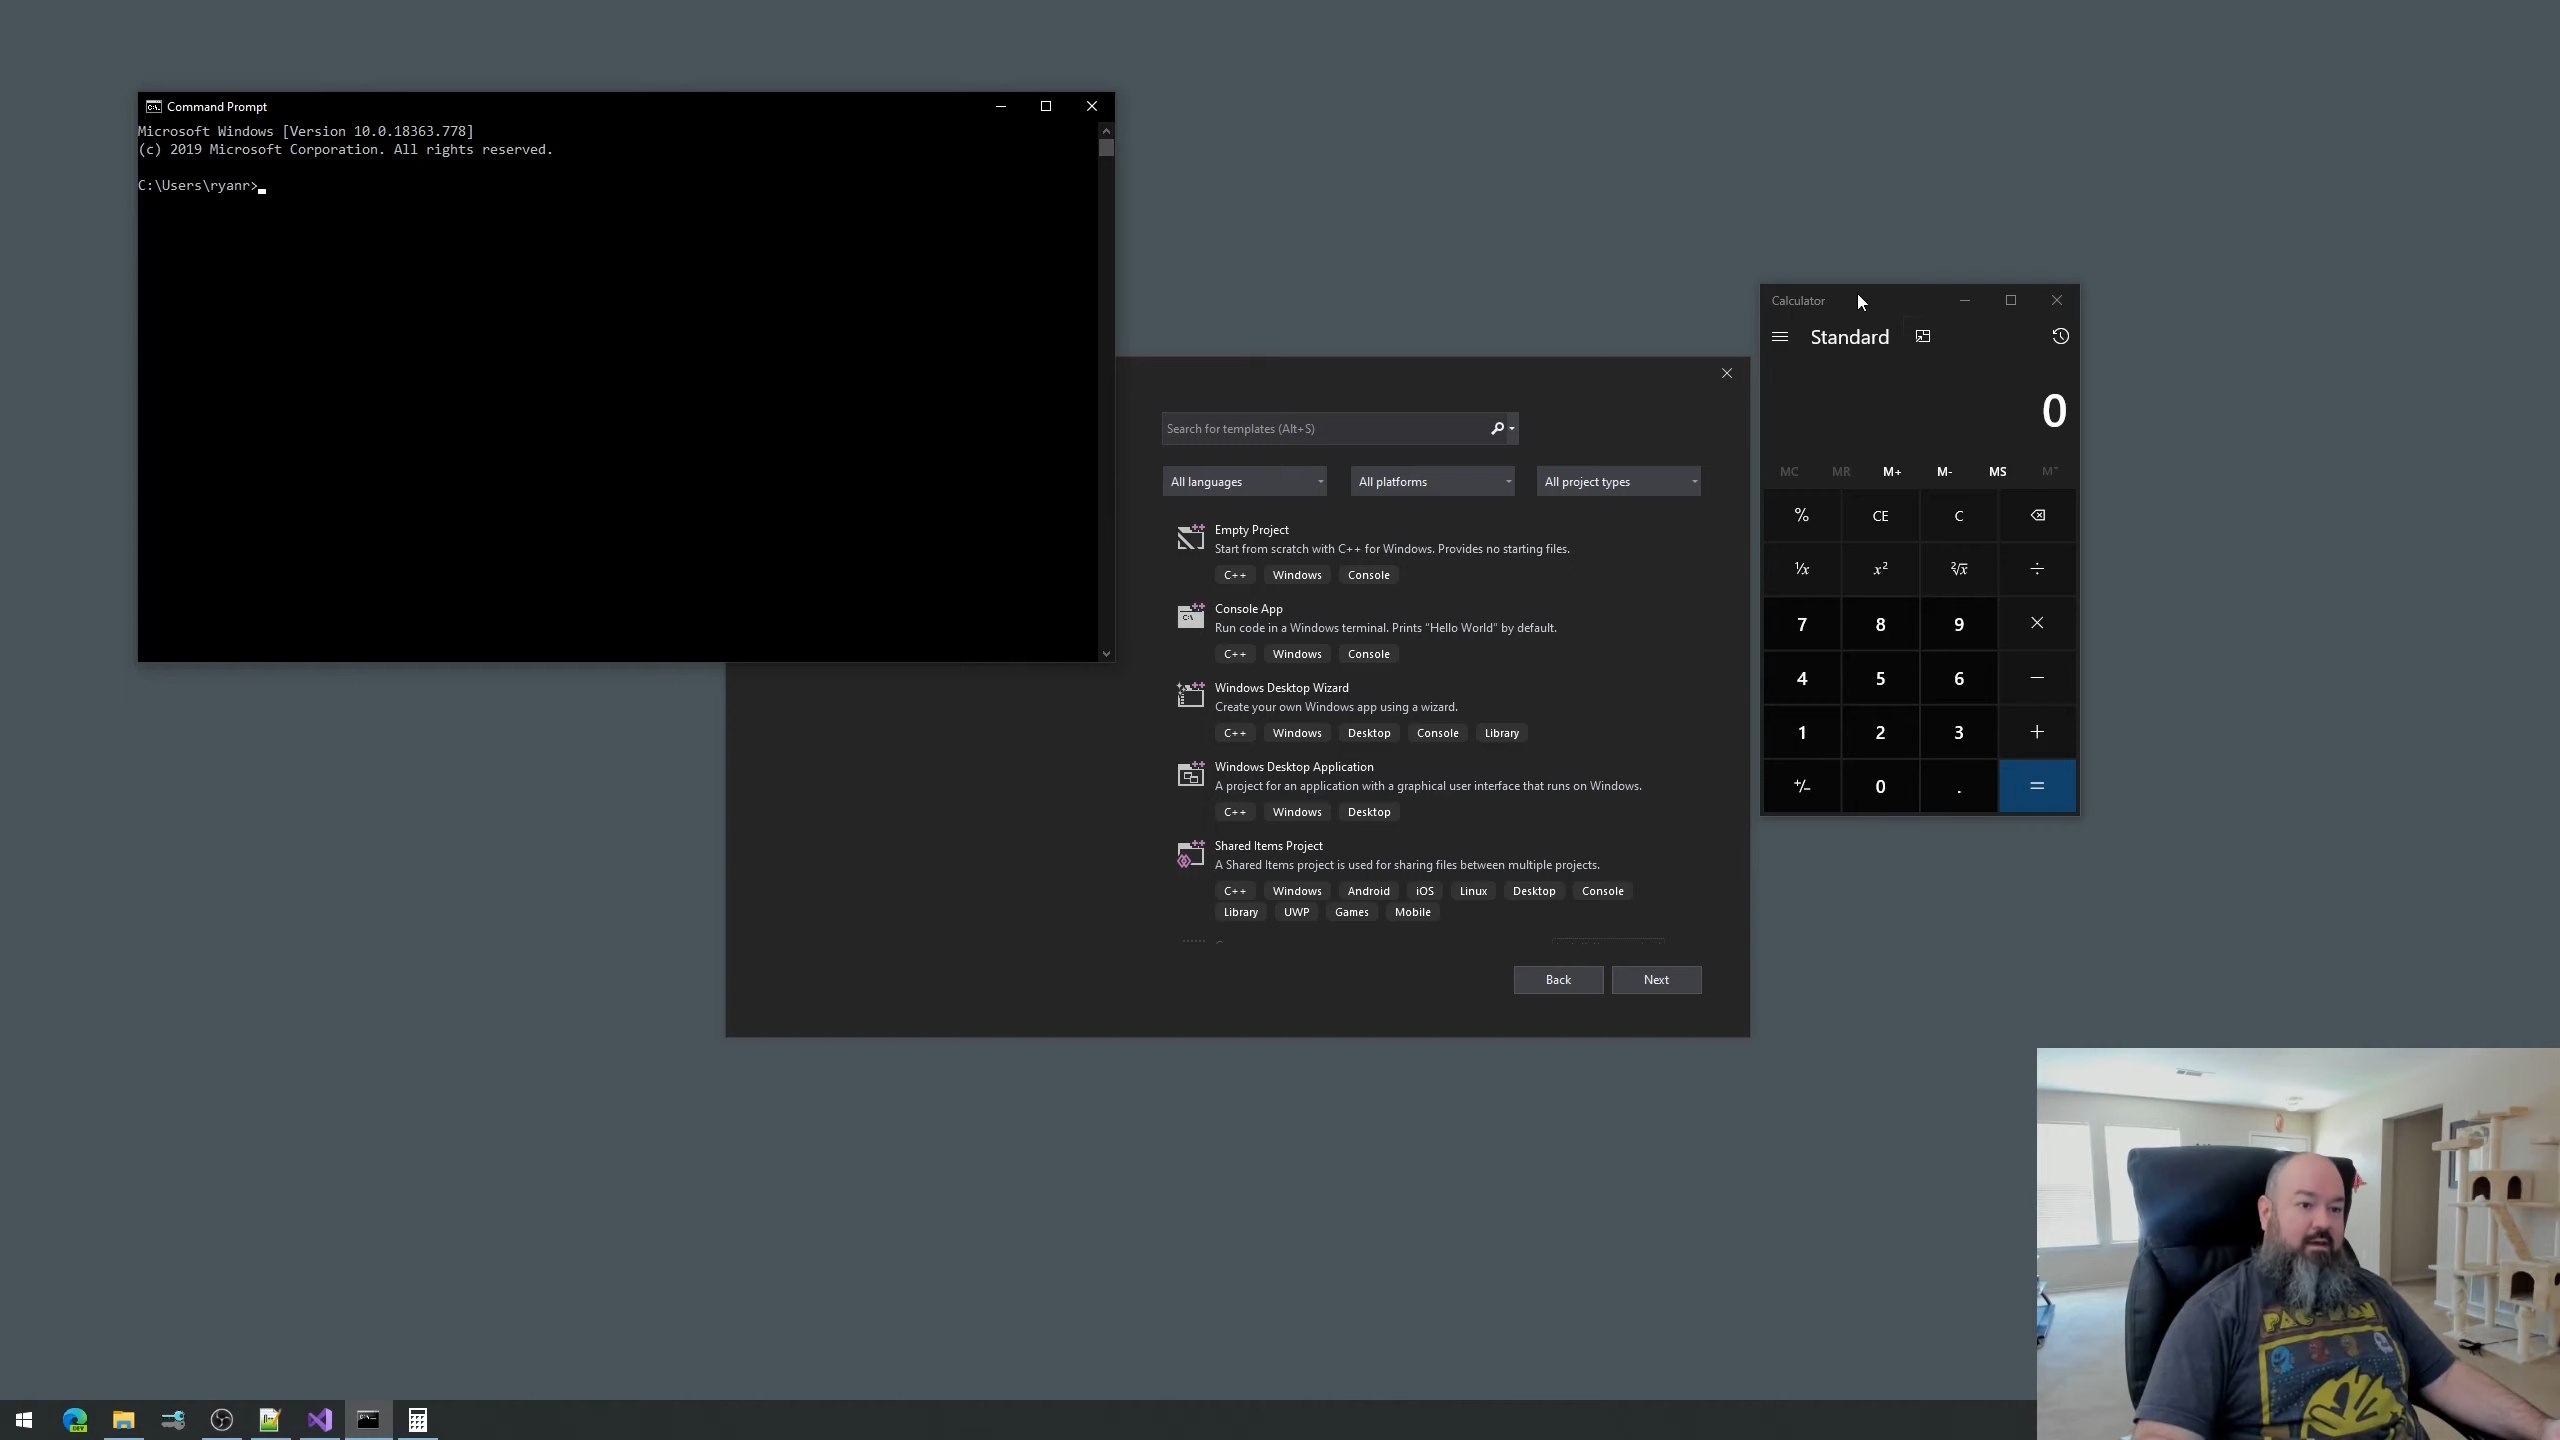 Command Prompt
Microsoft Windows [Version 10.0.18363.778]
(c) 2019 Microsoft Corporation. All rights reserved.
C:\Users\ryanr>
Search for templates (Alt+S)
All languages
All platforms
All project types
Empty Project
Start from scratch with C++ for Windows. Provides no starting files.
C++ Windows Console
Console App
Run code in a Windows terminal. Prints "Hello World" by default.
C++ Windows Console
Windows Desktop Wizard
Create your own Windows app using a wizard.
C++ Windows Desktop Console Library
Windows Desktop Application
A project for an application with a graphical user interface that runs on Windows.
C++ Windows Desktop
Shared Items Project
A Shared Items project is used for sharing files between multiple projects.
C++ Windows Android iOS Linux Desktop Console
Library UWP Games Mobile
Back Next
Calculator
Standard
0
MC MR M+ M- MS M˅
% CE C
¹/x x² ²√x ÷
7 8 9 ×
4 5 6 −
1 2 3 +
+/− 0 . =
DEV
PAC-MAN